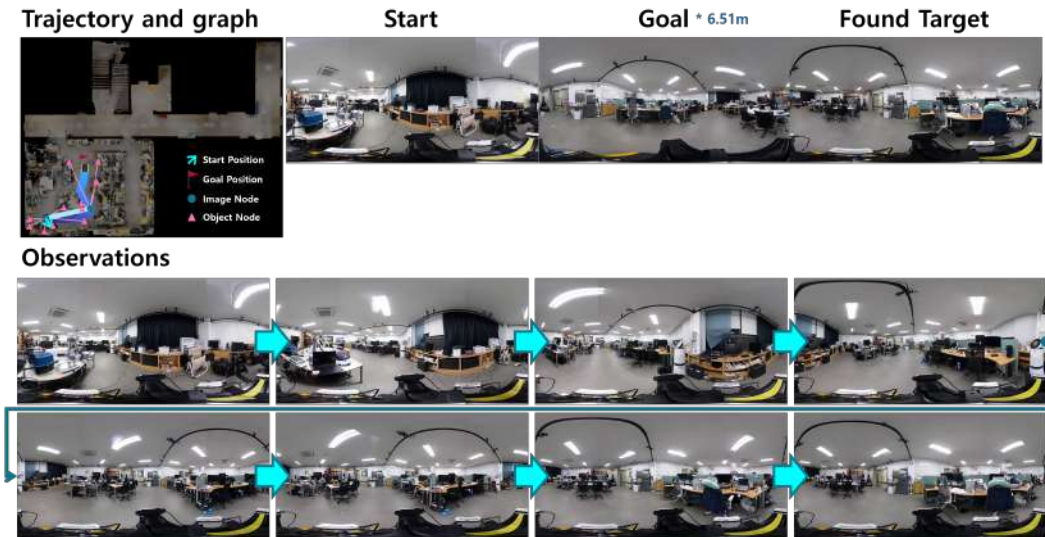 Trajectory and graph
Start
Goal * 6.51m
Found Target
Start Position
Goal Position
Image Node
Object Node
Observations